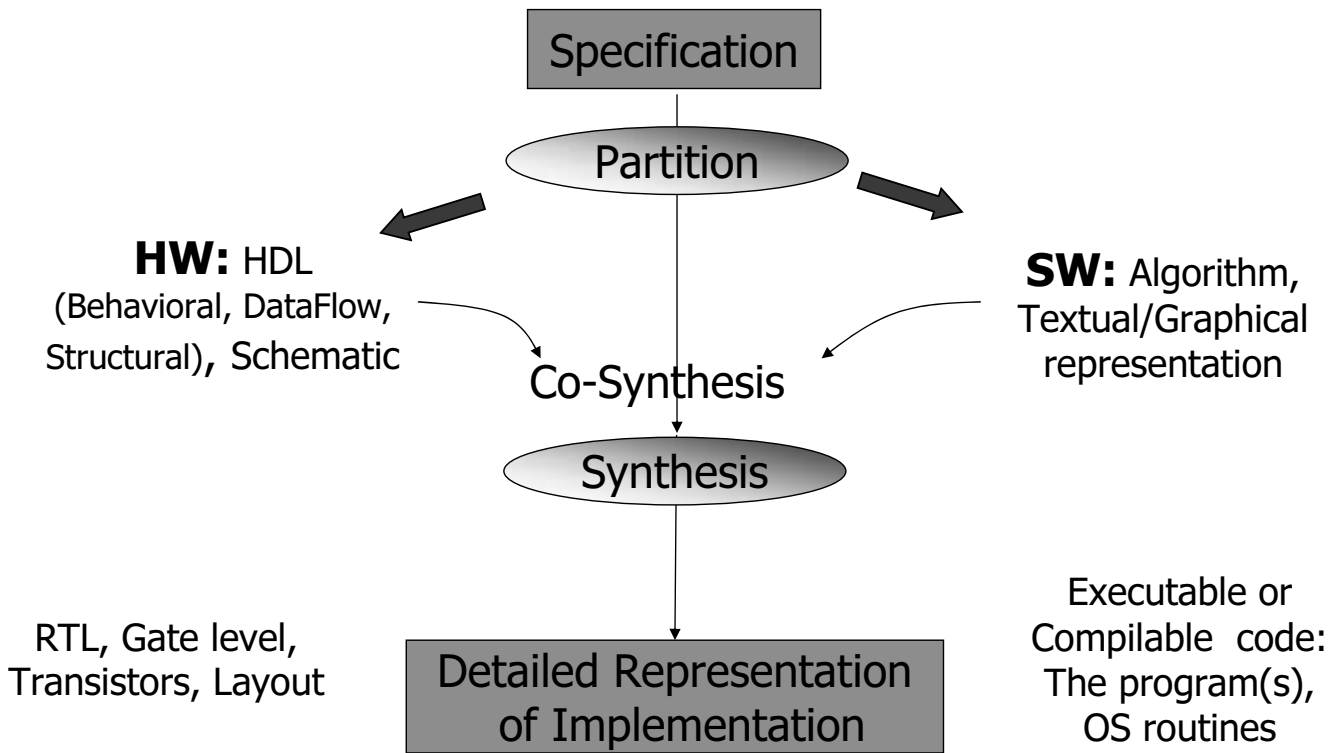 Specification
Partition
HW: HDL
(Behavioral, DataFlow,
Structural), Schematic
SW: Algorithm,
Textual/Graphical
representation
Co-Synthesis
Synthesis
RTL, Gate level,
Transistors, Layout
Detailed Representation
of Implementation
Executable or
Compilable code:
The program(s),
OS routines